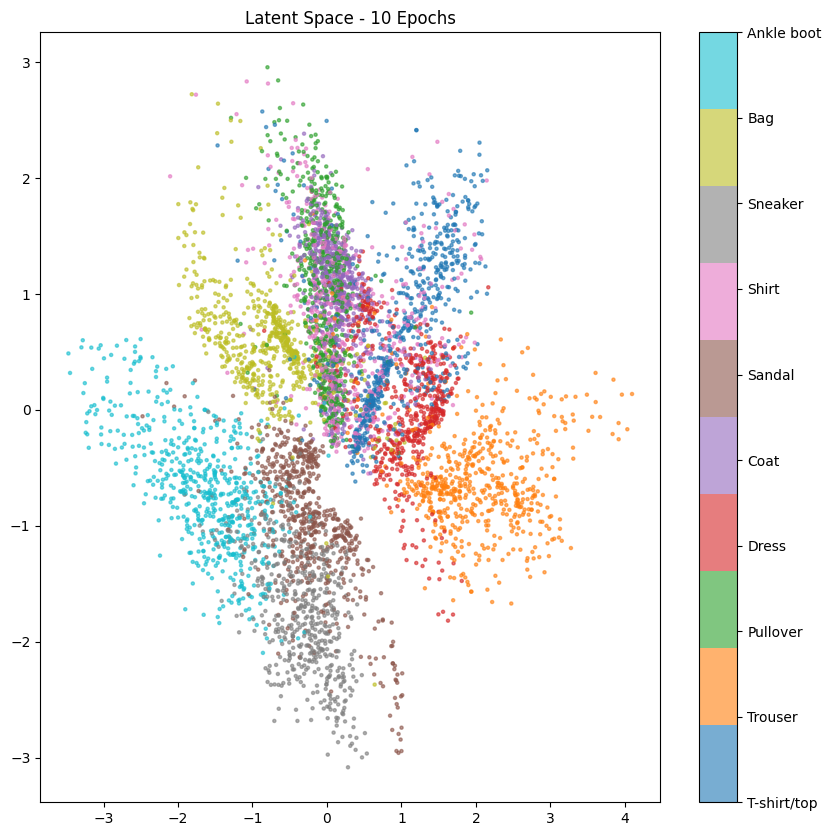 Latent Space - 10 Epochs
3
2
1
0
−1
−2
−3
−3
−2
−1
0
1
2
3
4
Ankle boot
Bag
Sneaker
Shirt
Sandal
Coat
Dress
Pullover
Trouser
T-shirt/top